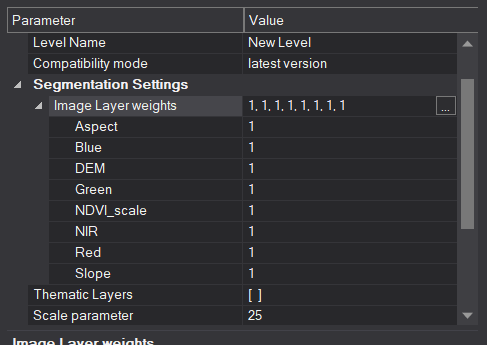 Parameter Value
Level Name New Level
Compatibility mode latest version
Segmentation Settings
Image Layer weights 1, 1, 1, 1, 1, 1, 1, 1 ...
Aspect 1
Blue 1
DEM 1
Green 1
NDVI_scale 1
NIR 1
Red 1
Slope 1
Thematic Layers [ ]
Scale parameter 25
Image Layer weights